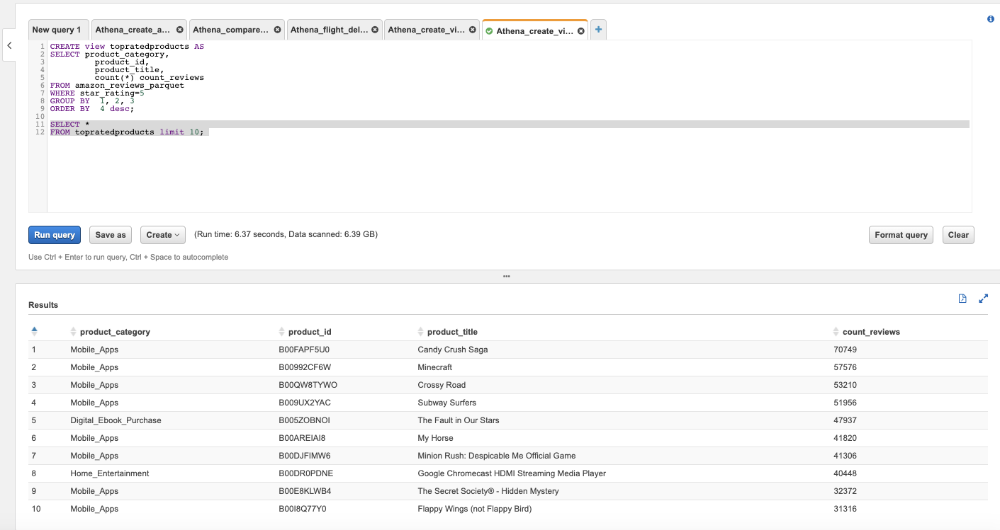 New query 1 Athena_create_a... Athena_compare... Athena_flight_del... Athena_create_vi... Athena_create_vi...
1 CREATE view topratedproducts AS
2 SELECT product_category,
3 product_id,
4 product_title,
5 count(*) count_reviews
6 FROM amazon_reviews_parquet
7 WHERE star_rating=5
8 GROUP BY 1, 2, 3
9 ORDER BY 4 desc;
10
11 SELECT *
12 FROM topratedproducts limit 10;
Run query Save as Create (Run time: 6.37 seconds, Data scanned: 6.39 GB) Format query Clear
Use Ctrl + Enter to run query, Ctrl + Space to autocomplete
Results
product_category product_id product_title count_reviews
1 Mobile_Apps B00FAPF5U0 Candy Crush Saga 70749
2 Mobile_Apps B00992CF6W Minecraft 57576
3 Mobile_Apps B00QW8TYWO Crossy Road 53210
4 Mobile_Apps B009UX2YAC Subway Surfers 51956
5 Digital_Ebook_Purchase B005ZOBNOI The Fault in Our Stars 47937
6 Mobile_Apps B00AREIAI8 My Horse 41820
7 Mobile_Apps B00DJFIMW6 Minion Rush: Despicable Me Official Game 41306
8 Home_Entertainment B00DR0PDNE Google Chromecast HDMI Streaming Media Player 40448
9 Mobile_Apps B00E8KLWB4 The Secret Society® - Hidden Mystery 32372
10 Mobile_Apps B00I8Q77Y0 Flappy Wings (not Flappy Bird) 31316